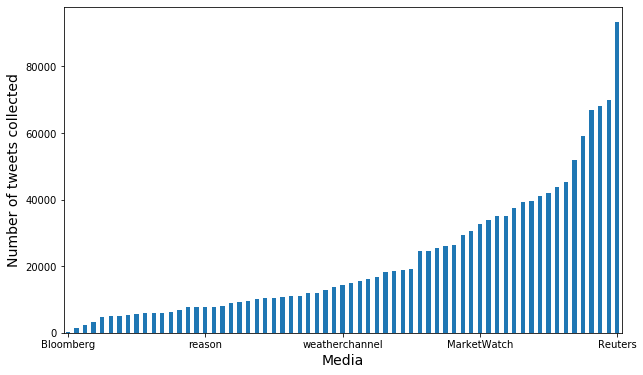 Number of tweets collected
80000
60000
40000
20000
0
Bloomberg reason weatherchannel MarketWatch Reuters
Media